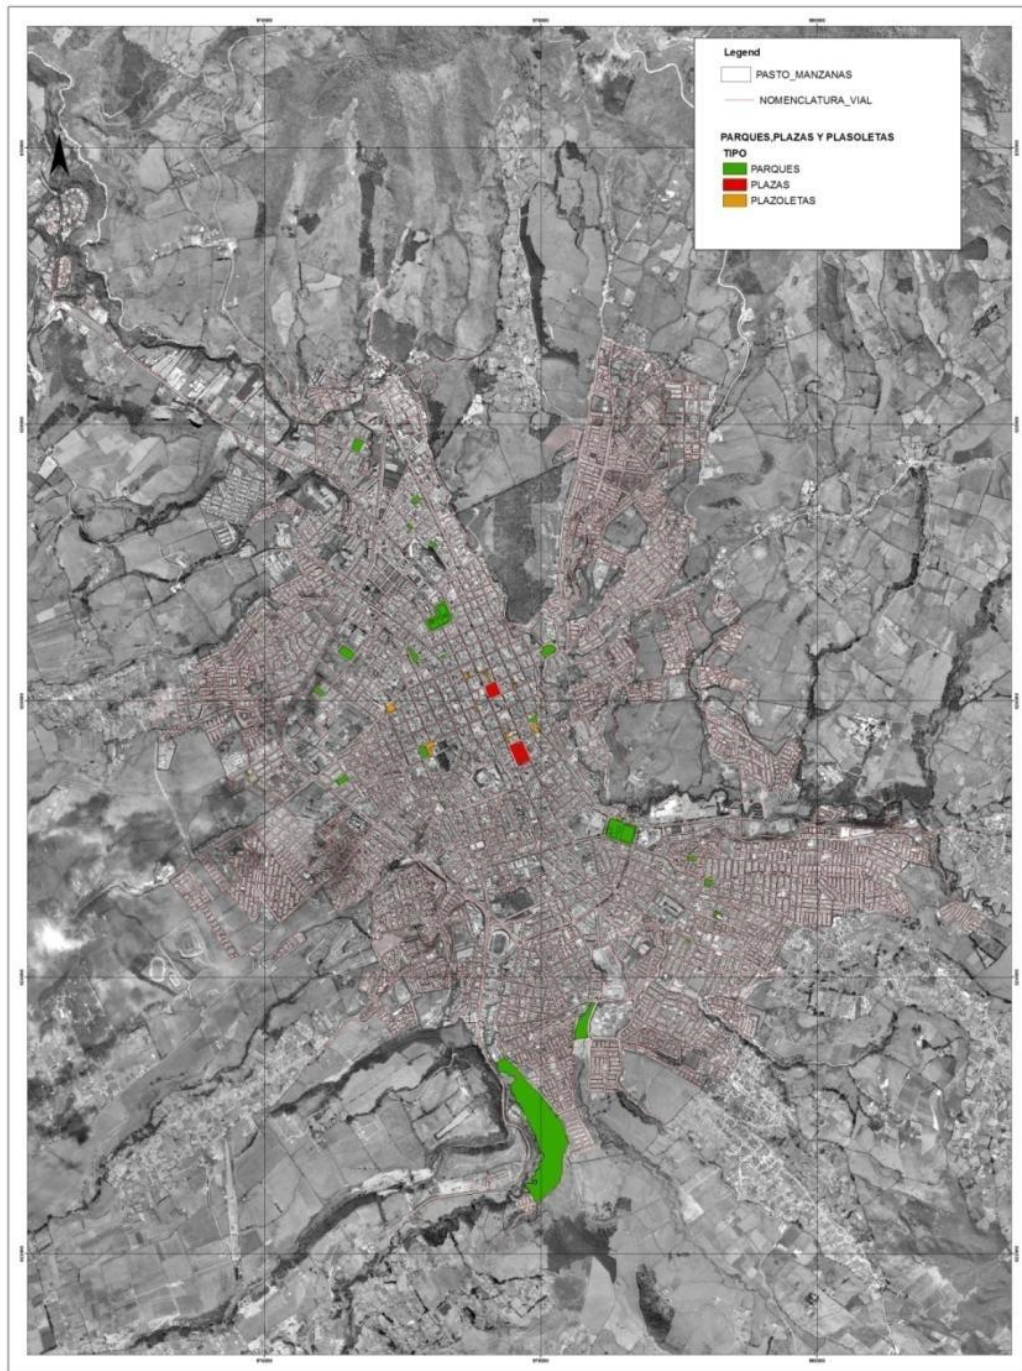 Legend
PASTO_MANZANAS
NOMENCLATURA_VIAL
PARQUES,PLAZAS Y PLASOLETAS
TIPO
PARQUES
PLAZAS
PLAZOLETAS